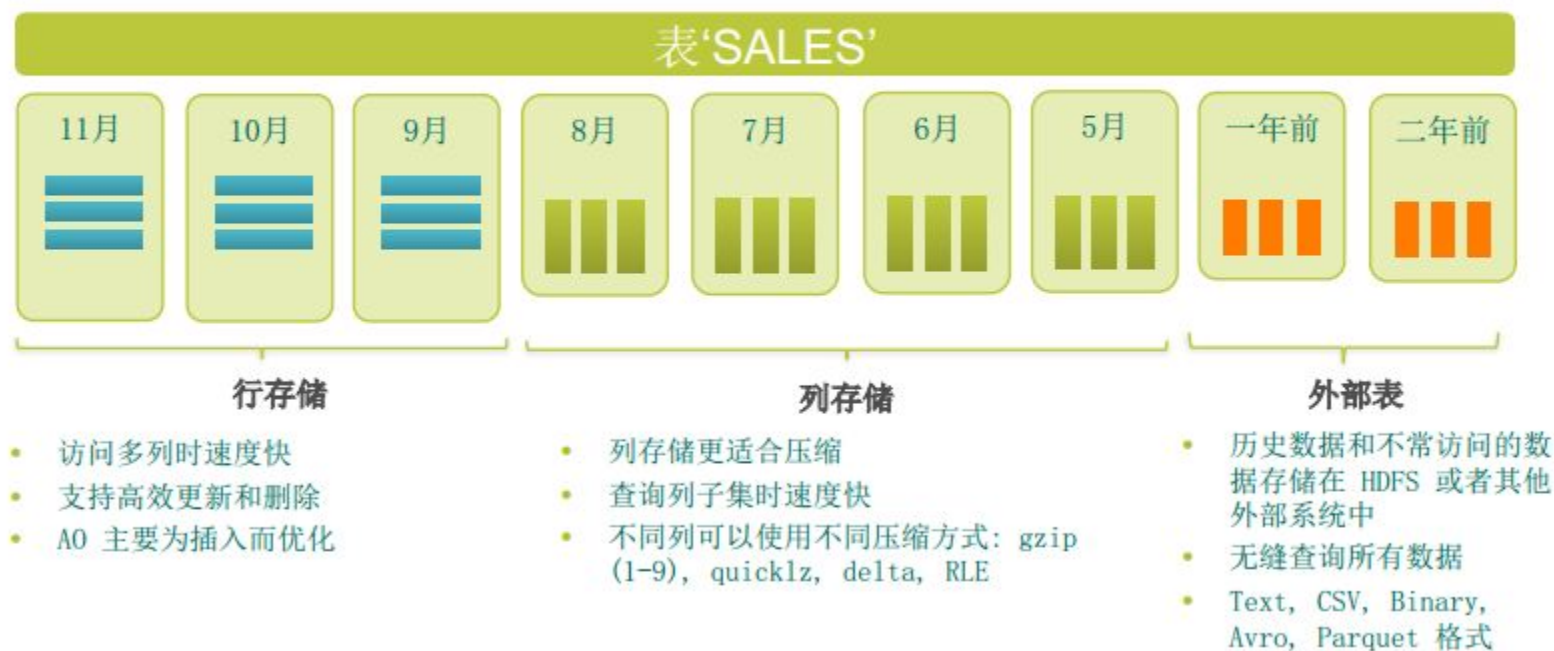 表‘SALES’
11月
10月
9月
8月
7月
6月
5月
一年前
二年前
行存储
• 访问多列时速度快
• 支持高效更新和删除
• AO 主要为插入而优化
列存储
• 列存储更适合压缩
• 查询列子集时速度快
• 不同列可以使用不同压缩方式: gzip
(1-9), quicklz, delta, RLE
外部表
• 历史数据和不常访问的数
据存储在 HDFS 或者其他
外部系统中
• 无缝查询所有数据
• Text, CSV, Binary,
Avro, Parquet 格式